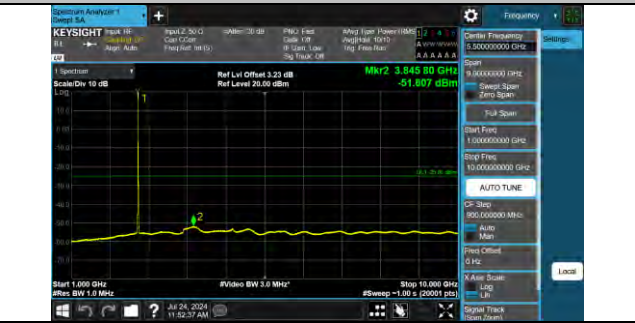 Spectrum Analyzer 1
Swept SA
+
Frequency
KEYSIGHT Input: RF
Align: Auto
Input Z: 50 Ω
Corr CCorr
Freq Ref: Int (S)
#Atten: 30 dB
PNO: Fast
Gate: Off
IF Gain: Low
Sig Track: Off
#Avg Type: Power (RMS
Avg|Hold: 10/10
Trig: Free Run
1 Spectrum
Scale/Div 10 dB
Log
Ref Lvl Offset 3.23 dB
Ref Level 20.00 dBm
Mkr2 3.845 80 GHz
-51.807 dBm
1
2
Start 1.000 GHz
#Res BW 1.0 MHz
#Video BW 3.0 MHz*
Stop 10.000 GHz
#Sweep ~1.00 s (20001 pts)
Jul 24, 2024
11:52:37 AM
Center Frequency
5.500000000 GHz
Settings
Span
9.00000000 GHz
Swept Span
Zero Span
Full Span
Start Freq
1.000000000 GHz
Stop Freq
10.000000000 GHz
AUTO TUNE
CF Step
900.000000 MHz
Auto
Man
Freq Offset
0 Hz
X Axis Scale
Log
Lin
Signal Track
(Span Zoom)
Local